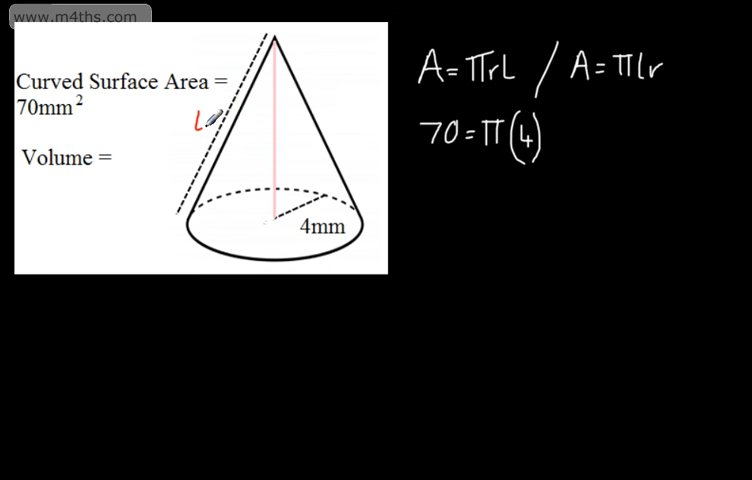 www.m4ths.com
Curved Surface Area =
70mm²
Volume =
L
4mm
A = πrL / A = πlr
70 = π(4)